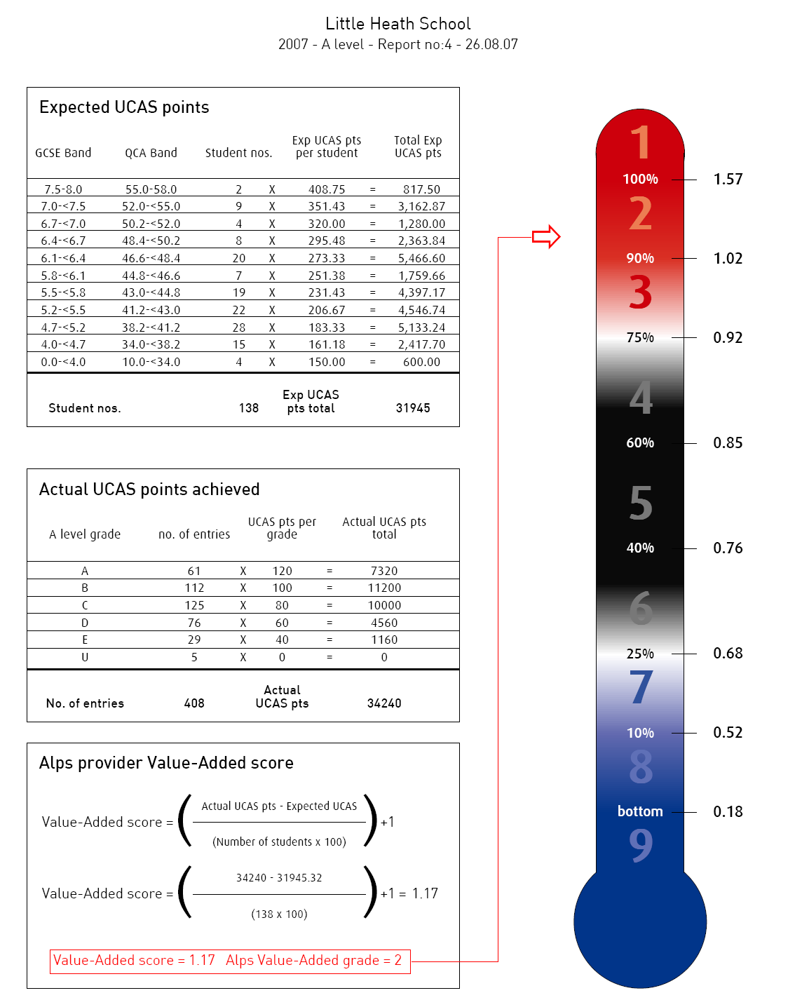 Little Heath School
2007 - A level - Report no:4 - 26.08.07
Expected UCAS points
GCSE Band QCA Band Student nos. Exp UCAS pts per student Total Exp UCAS pts
7.5-8.0 55.0-58.0 2 X 408.75 = 817.50
7.0-<7.5 52.0-<55.0 9 X 351.43 = 3,162.87
6.7-<7.0 50.2-<52.0 4 X 320.00 = 1,280.00
6.4-<6.7 48.4-<50.2 8 X 295.48 = 2,363.84
6.1-<6.4 46.6-<48.4 20 X 273.33 = 5,466.60
5.8-<6.1 44.8-<46.6 7 X 251.38 = 1,759.66
5.5-<5.8 43.0-<44.8 19 X 231.43 = 4,397.17
5.2-<5.5 41.2-<43.0 22 X 206.67 = 4,546.74
4.7-<5.2 38.2-<41.2 28 X 183.33 = 5,133.24
4.0-<4.7 34.0-<38.2 15 X 161.18 = 2,417.70
0.0-<4.0 10.0-<34.0 4 X 150.00 = 600.00
Student nos. 138 Exp UCAS pts total 31945
Actual UCAS points achieved
A level grade no. of entries UCAS pts per grade Actual UCAS pts total
A 61 X 120 = 7320
B 112 X 100 = 11200
C 125 X 80 = 10000
D 76 X 60 = 4560
E 29 X 40 = 1160
U 5 X 0 = 0
No. of entries 408 Actual UCAS pts 34240
Alps provider Value-Added score
Value-Added score = ( Actual UCAS pts - Expected UCAS
(Number of students x 100) ) +1
Value-Added score = ( 34240 - 31945.32
(138 x 100) ) +1 = 1.17
Value-Added score = 1.17 Alps Value-Added grade = 2
1
100% 1.57
2
90% 1.02
3
75% 0.92
4
60% 0.85
5
40% 0.76
6
25% 0.68
7
10% 0.52
8
bottom 0.18
9